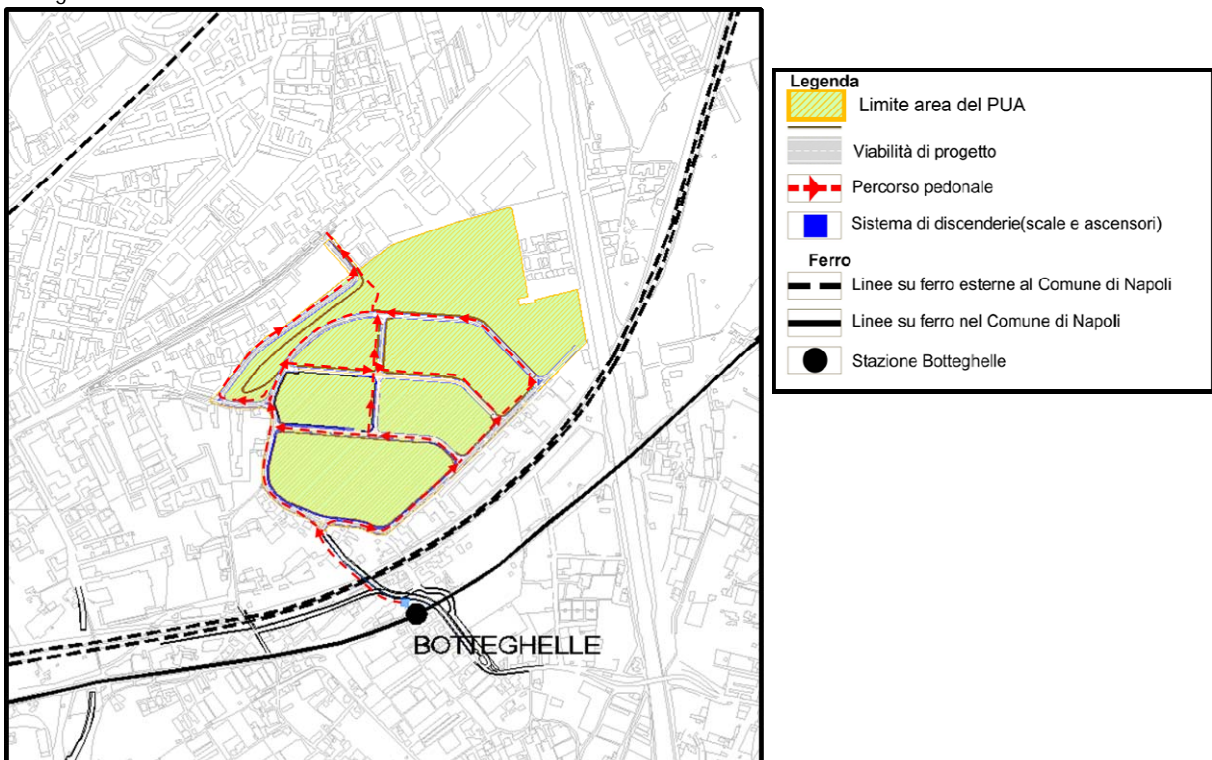 BOTTEGHELLE
Legenda
Limite area del PUA
Viabilità di progetto
Percorso pedonale
Sistema di discenderie(scale e ascensori)
Ferro
Linee su ferro esterne al Comune di Napoli
Linee su ferro nel Comune di Napoli
Stazione Botteghelle